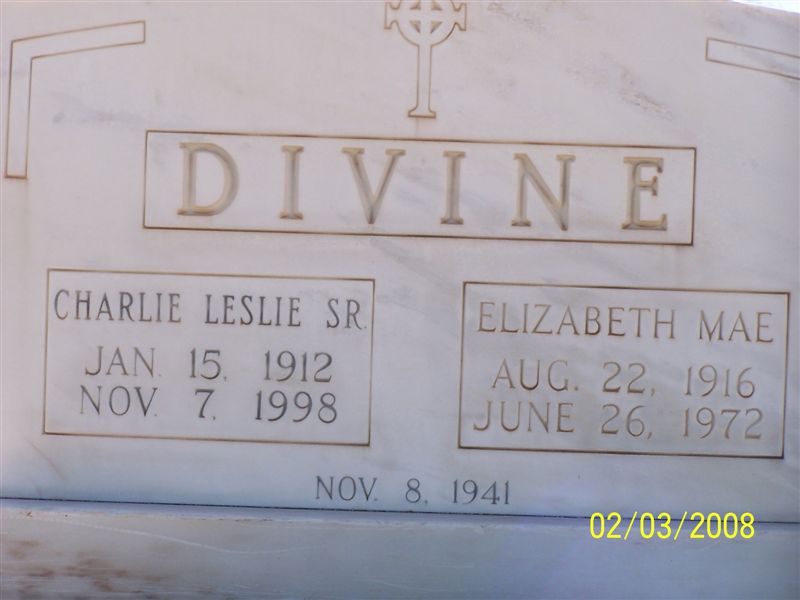 DIVINE
CHARLIE LESLIE SR.
JAN. 15, 1912
NOV. 7, 1998
ELIZABETH MAE
AUG. 22, 1916
JUNE 26, 1972
NOV. 8, 1941
02/03/2008